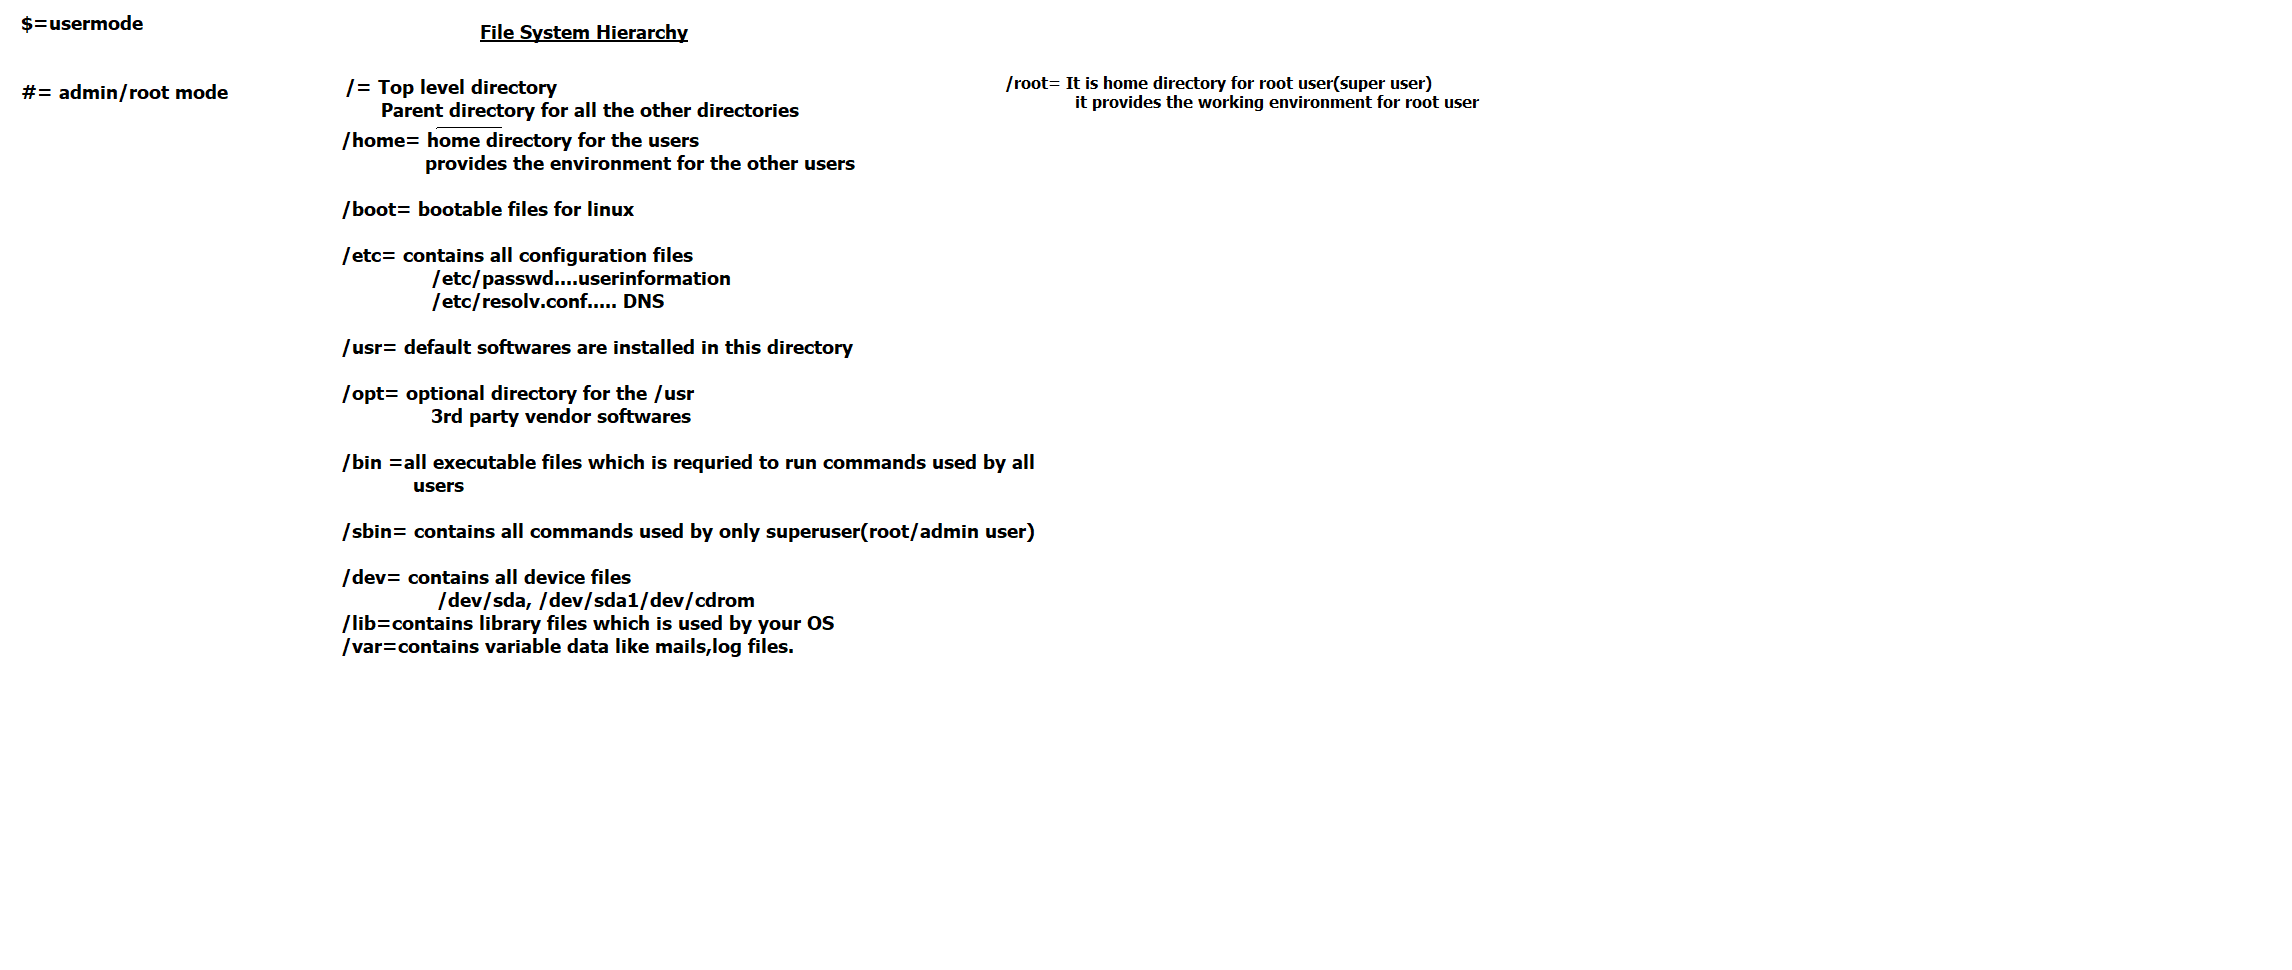 $=usermode
File System Hierarchy
#= admin/root mode
/= Top level directory
Parent directory for all the other directories
/root= It is home directory for root user(super user)
it provides the working environment for root user
/home= home directory for the users
provides the environment for the other users
/boot= bootable files for linux
/etc= contains all configuration files
/etc/passwd....userinformation
/etc/resolv.conf..... DNS
/usr= default softwares are installed in this directory
/opt= optional directory for the /usr
3rd party vendor softwares
/bin =all executable files which is requried to run commands used by all
users
/sbin= contains all commands used by only superuser(root/admin user)
/dev= contains all device files
/dev/sda, /dev/sda1/dev/cdrom
/lib=contains library files which is used by your OS
/var=contains variable data like mails,log files.